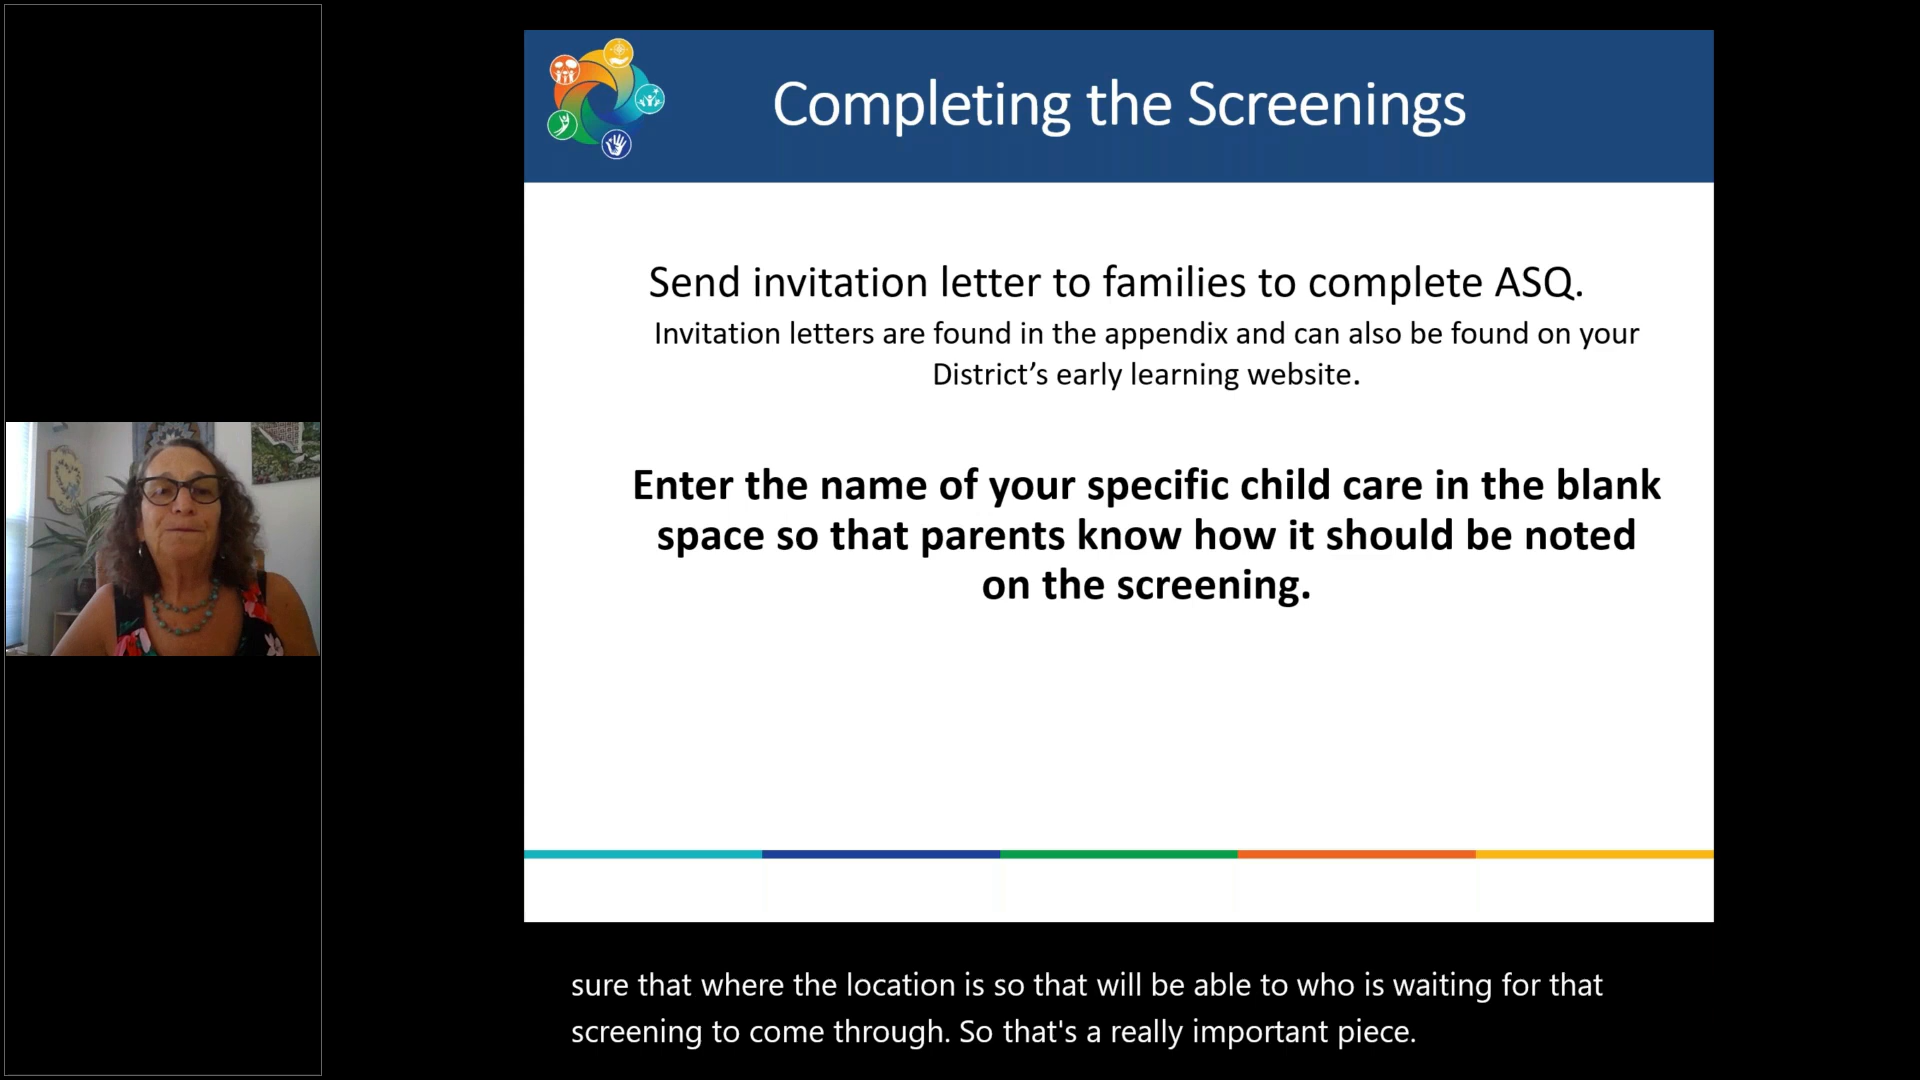 Completing the Screenings
Send invitation letter to families to complete ASQ.
Invitation letters are found in the appendix and can also be found on your
District’s early learning website.
Enter the name of your specific child care in the blank
space so that parents know how it should be noted
on the screening.
sure that where the location is so that will be able to who is waiting for that
screening to come through. So that's a really important piece.